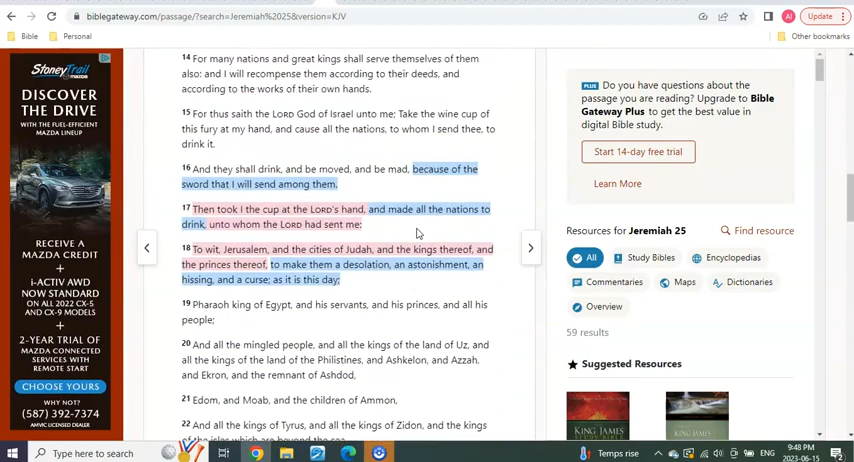 biblegateway.com/passage/?search=Jeremiah%2025&version=KJV
AI
Update
Bible
Personal
Other bookmarks
StoneyTrail
mazda
DISCOVER
THE DRIVE
WITH THE FUEL-EFFICIENT
MAZDA LINEUP
RECEIVE A
MAZDA CREDIT
+
i-ACTIV AWD
NOW STANDARD
ON ALL 2022 CX-5
AND CX-9 MODELS
+
2-YEAR TRIAL OF
MAZDA CONNECTED
SERVICES WITH
REMOTE START
CHOOSE YOURS
WHY NOT?
(587) 392-7374
AMVIC LICENSED DEALER
14 For many nations and great kings shall serve themselves of them
also: and I will recompense them according to their deeds, and
according to the works of their own hands.
15 For thus saith the LORD God of Israel unto me; Take the wine cup of
this fury at my hand, and cause all the nations, to whom I send thee, to
drink it.
16 And they shall drink, and be moved, and be mad, because of the
sword that I will send among them.
17 Then took I the cup at the LORD's hand, and made all the nations to
drink, unto whom the LORD had sent me:
18 To wit, Jerusalem, and the cities of Judah, and the kings thereof, and
the princes thereof, to make them a desolation, an astonishment, an
hissing, and a curse; as it is this day;
19 Pharaoh king of Egypt, and his servants, and his princes, and all his
people;
20 And all the mingled people, and all the kings of the land of Uz, and
all the kings of the land of the Philistines, and Ashkelon, and Azzah,
and Ekron, and the remnant of Ashdod,
21 Edom, and Moab, and the children of Ammon,
22 And all the kings of Tyrus, and all the kings of Zidon, and the kings
of the isles which are beyond the sea,
PLUS Do you have questions about the
passage you are reading? Upgrade to Bible
Gateway Plus to get the best value in
digital Bible study.
Start 14-day free trial
Learn More
Resources for Jeremiah 25
Find resource
All
Study Bibles
Encyclopedias
Commentaries
Maps
Dictionaries
Overview
59 results
Suggested Resources
KING JAMES
KING JAMES
Type here to search
Temps rise
ENG
9:48 PM
2023-06-15
2